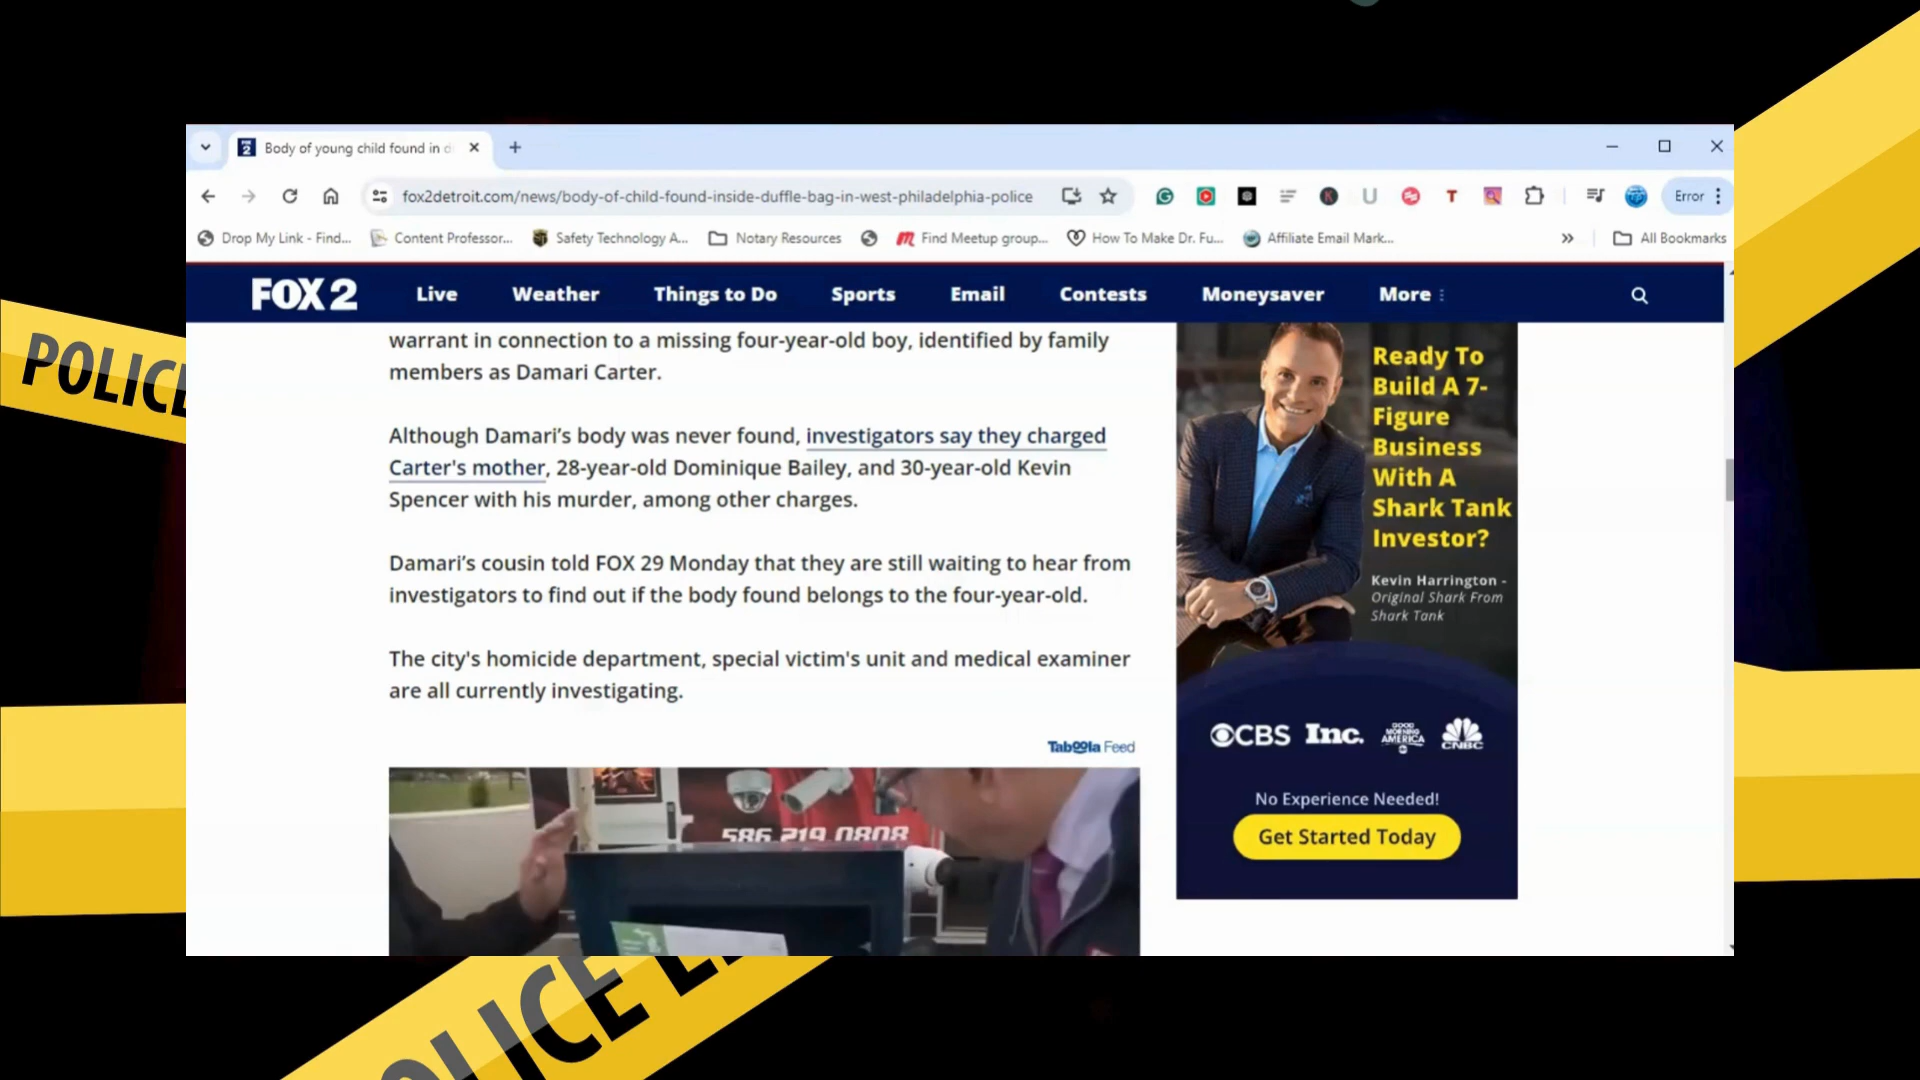 Body of young child found in d
fox2detroit.com/news/body-of-child-found-inside-duffle-bag-in-west-philadelphia-police
Error
Drop My Link - Find...
Content Professor...
Safety Technology A...
Notary Resources
Find Meetup group...
How To Make Dr. Fu...
Affiliate Email Mark...
All Bookmarks
FOX 2
Live
Weather
Things to Do
Sports
Email
Contests
Moneysaver
More
POLICE
warrant in connection to a missing four-year-old boy, identified by family
members as Damari Carter.
Although Damari’s body was never found, investigators say they charged
Carter's mother, 28-year-old Dominique Bailey, and 30-year-old Kevin
Spencer with his murder, among other charges.
Damari’s cousin told FOX 29 Monday that they are still waiting to hear from
investigators to find out if the body found belongs to the four-year-old.
The city's homicide department, special victim's unit and medical examiner
are all currently investigating.
Taboola Feed
586.219.0808
Ready To
Build A 7-
Figure
Business
With A
Shark Tank
Investor?
Kevin Harrington -
Original Shark From
Shark Tank
CBS Inc. GOOD MORNING AMERICA CNBC
No Experience Needed!
Get Started Today
POLICE